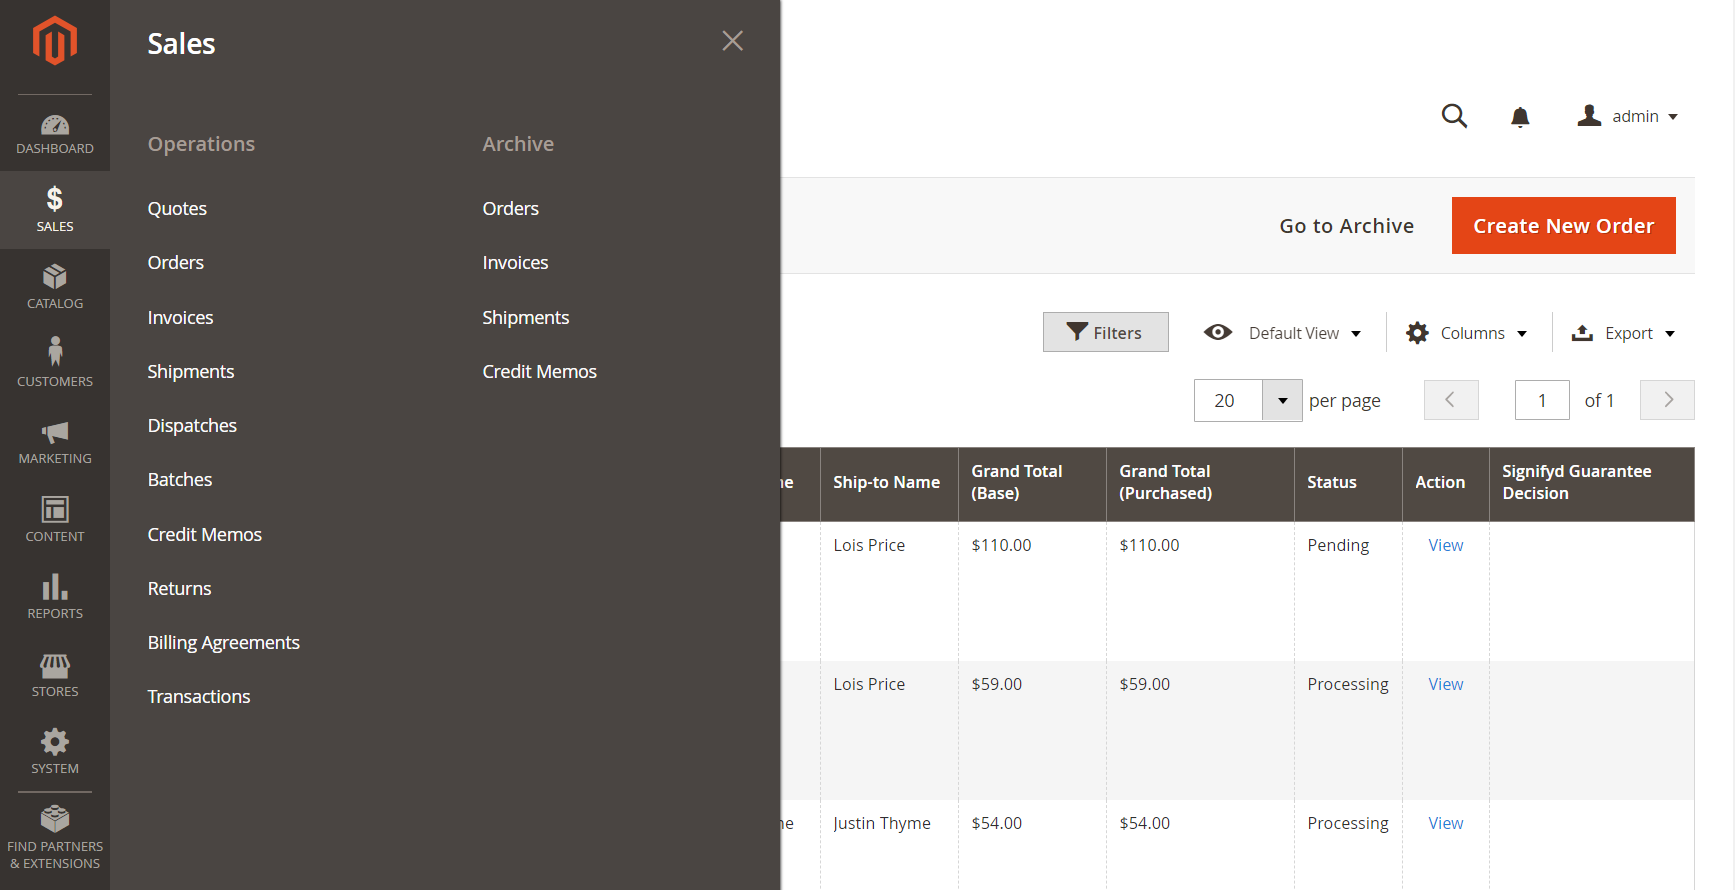 DASHBOARD
SALES
CATALOG
CUSTOMERS
MARKETING
CONTENT
REPORTS
STORES
SYSTEM
FIND PARTNERS
& EXTENSIONS
Sales
Operations
Quotes
Orders
Invoices
Shipments
Dispatches
Batches
Credit Memos
Returns
Billing Agreements
Transactions
Archive
Orders
Invoices
Shipments
Credit Memos
admin
Go to Archive
Create New Order
Filters
Default View
Columns
Export
20 per page
1 of 1
Ship-to Name
Grand Total
(Base)
Grand Total
(Purchased)
Status
Action
Signifyd Guarantee
Decision
Lois Price $110.00 $110.00 Pending View
Lois Price $59.00 $59.00 Processing View
Justin Thyme $54.00 $54.00 Processing View